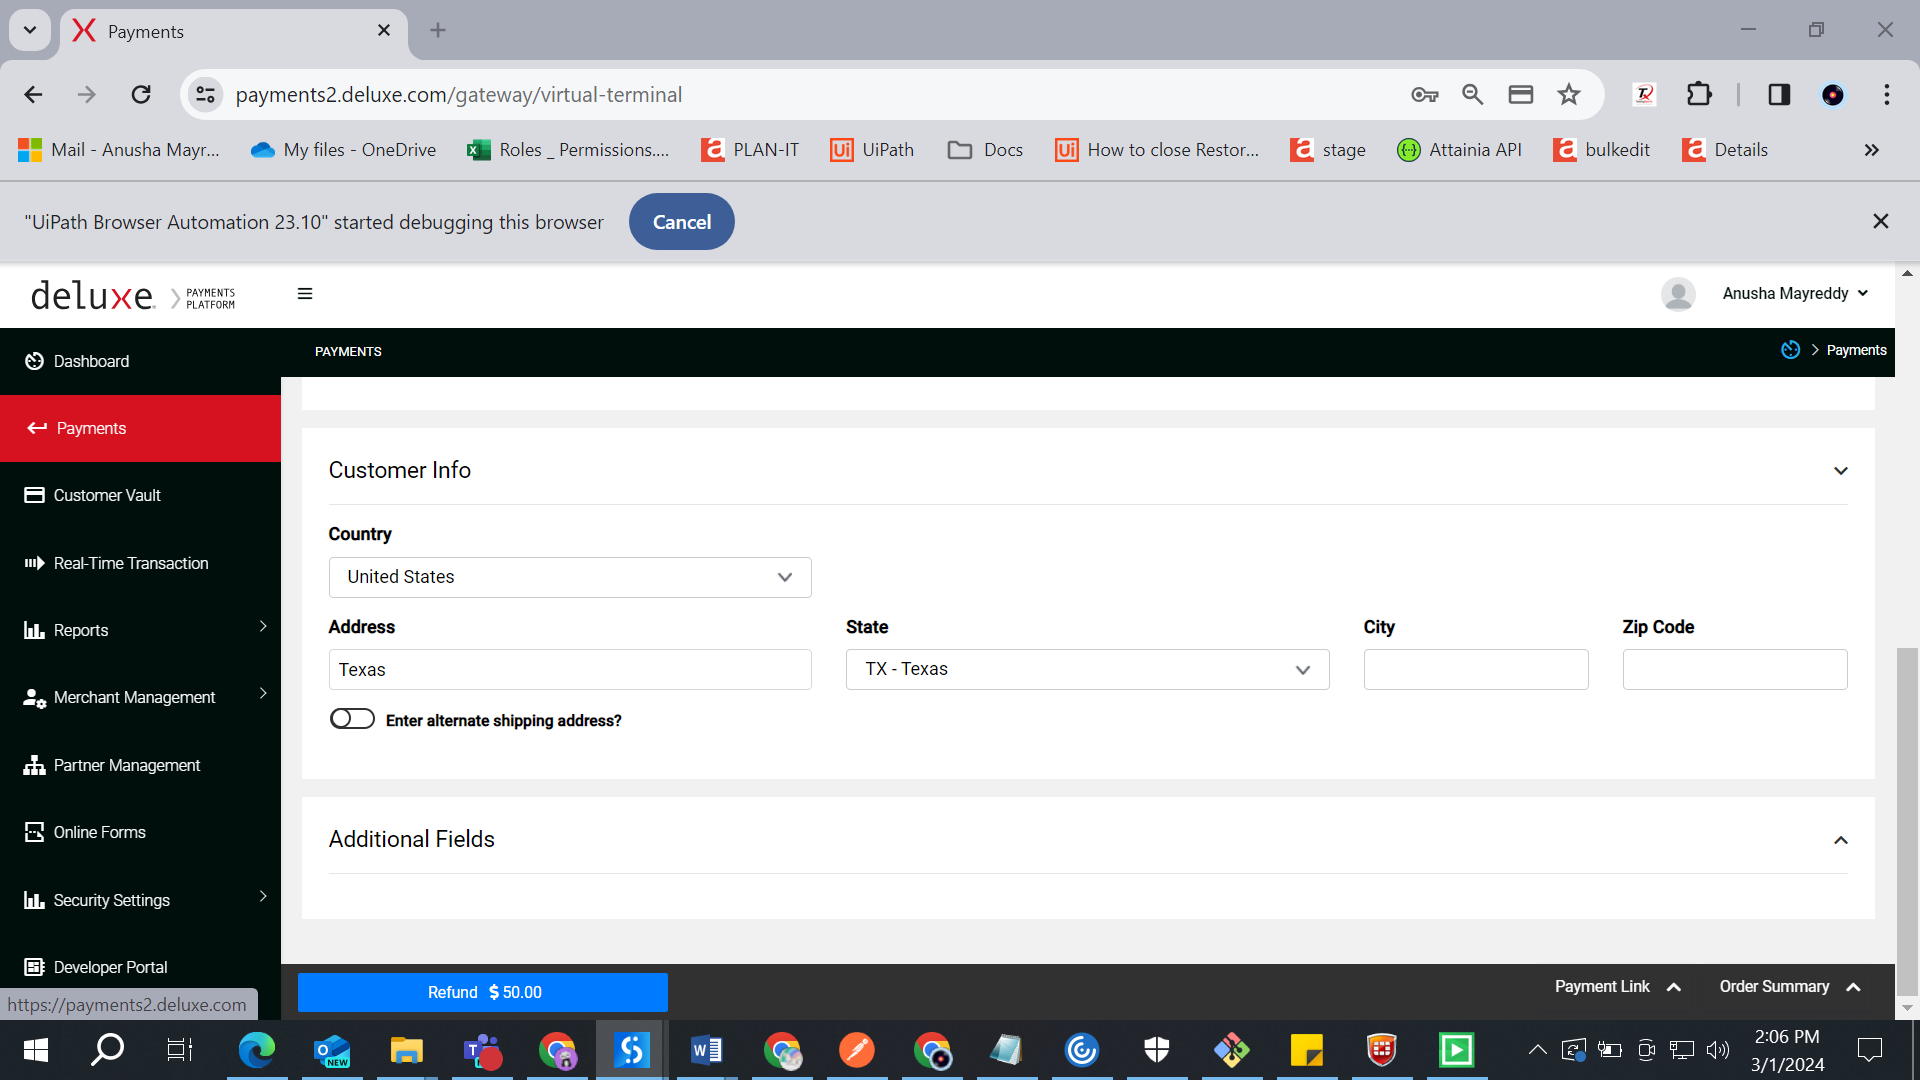 Payments
payments2.deluxe.com/gateway/virtual-terminal
Mail - Anusha Mayr...
My files - OneDrive
Roles _ Permissions....
PLAN-IT
UiPath
Docs
How to close Restor...
stage
Attainia API
bulkedit
Details
"UiPath Browser Automation 23.10" started debugging this browser
Cancel
deluxe. PAYMENTS PLATFORM
Anusha Mayreddy
PAYMENTS
Payments
Dashboard
Payments
Customer Vault
Real-Time Transaction
Reports
Merchant Management
Partner Management
Online Forms
Security Settings
Developer Portal
Customer Info
Country
United States
Address State City Zip Code
Texas TX - Texas
Enter alternate shipping address?
Additional Fields
Refund $ 50.00
Payment Link
Order Summary
https://payments2.deluxe.com
2:06 PM
3/1/2024